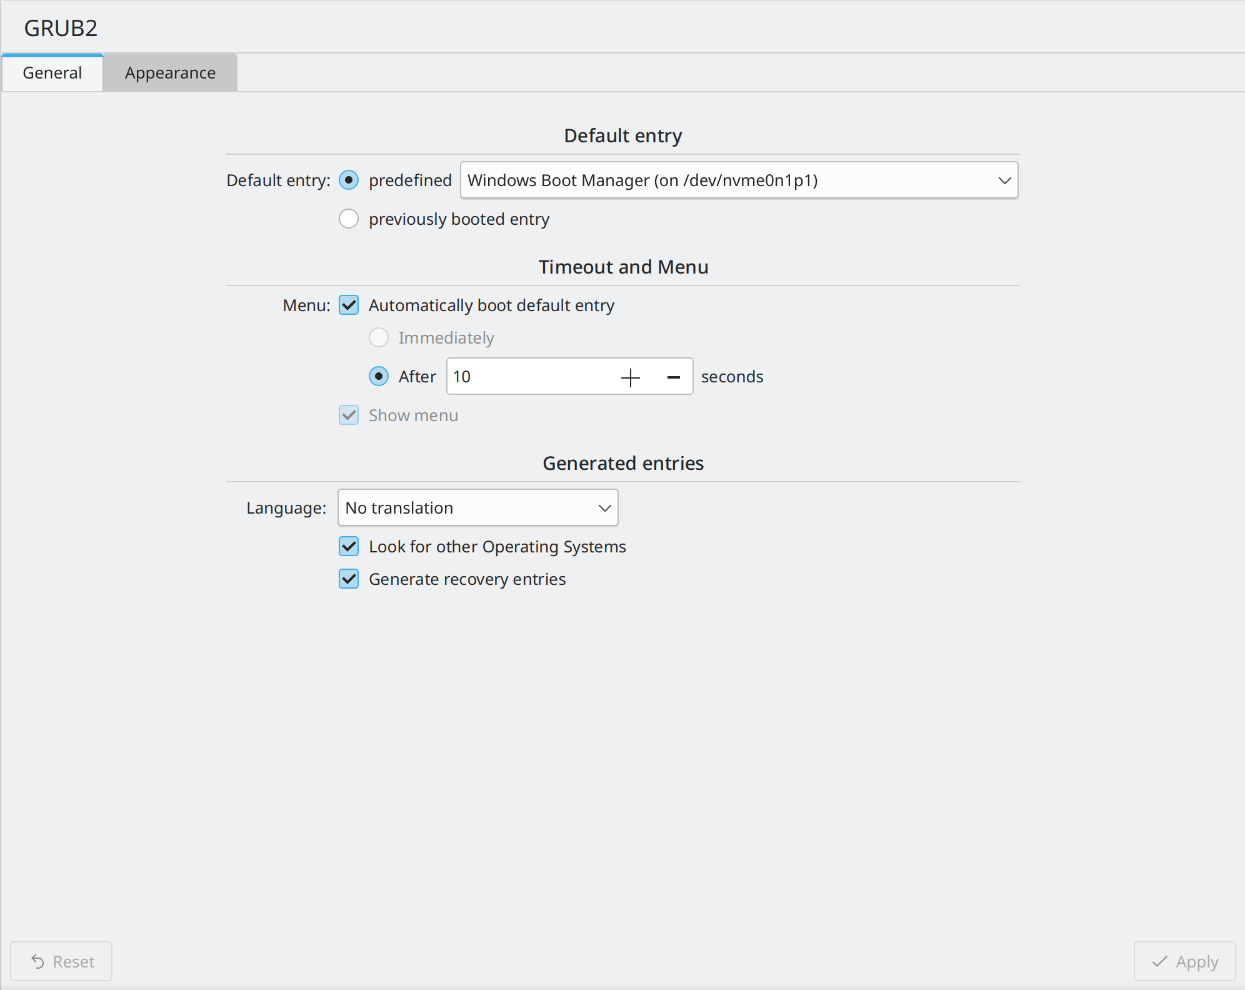 GRUB2
General Appearance
Default entry
Default entry: predefined Windows Boot Manager (on /dev/nvme0n1p1)
previously booted entry
Timeout and Menu
Menu: Automatically boot default entry
Immediately
After 10 seconds
Show menu
Generated entries
Language: No translation
Look for other Operating Systems
Generate recovery entries
Reset Apply